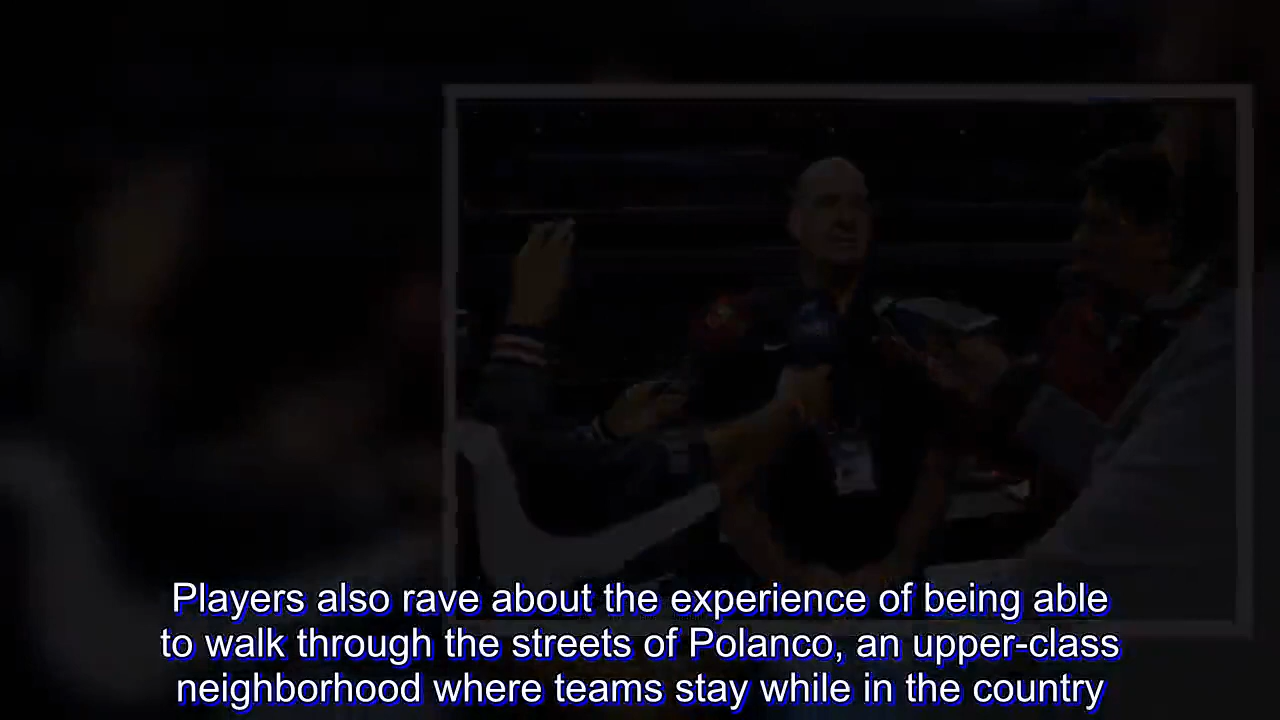 Players also rave about the experience of being able
to walk through the streets of Polanco, an upper-class
neighborhood where teams stay while in the country